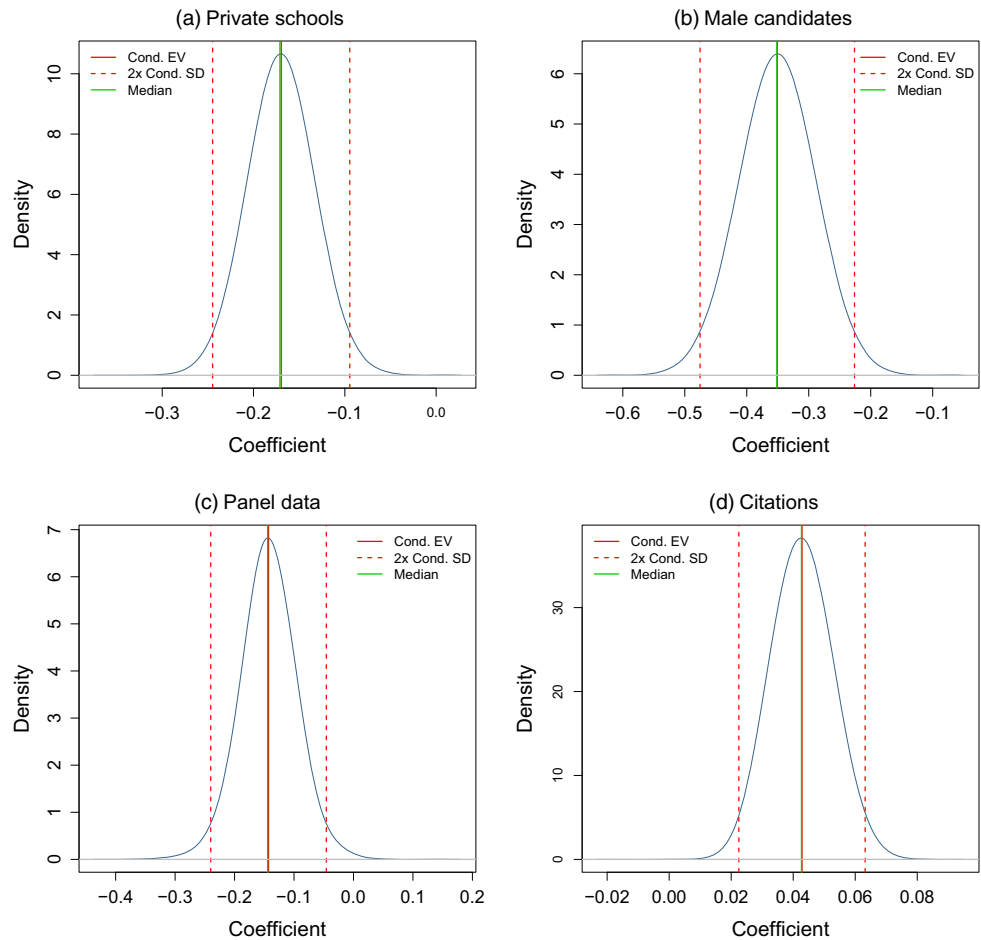 (a) Private schools
Cond. EV
2x Cond. SD
Median
Density
0
2
4
6
8
10
−0.3
−0.2
−0.1
0.0
Coefficient
(b) Male candidates
Cond. EV
2x Cond. SD
Median
Density
0
1
2
3
4
5
6
−0.6
−0.5
−0.4
−0.3
−0.2
−0.1
Coefficient
(c) Panel data
Cond. EV
2x Cond. SD
Median
Density
0
1
2
3
4
5
6
7
−0.4
−0.3
−0.2
−0.1
0.0
0.1
0.2
Coefficient
(d) Citations
Cond. EV
2x Cond. SD
Median
Density
0
10
20
30
−0.02
0.00
0.02
0.04
0.06
0.08
Coefficient